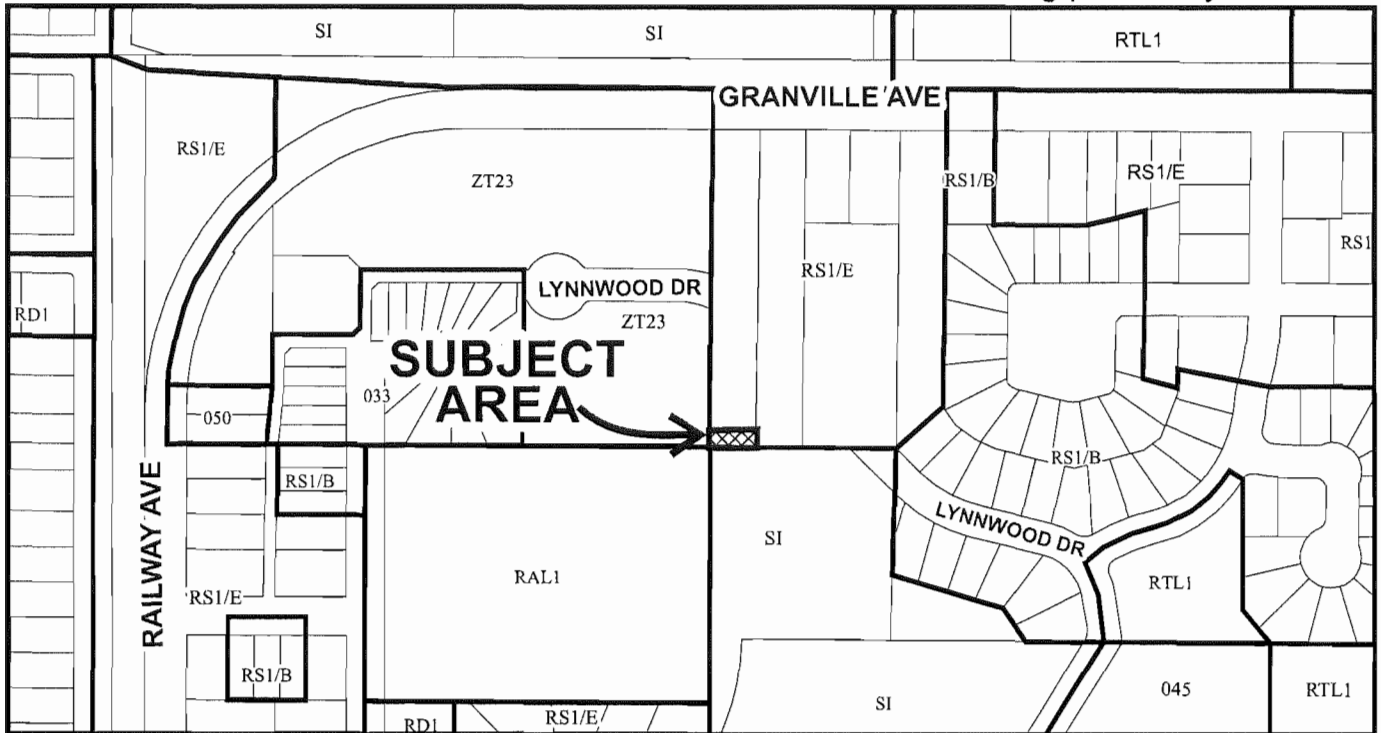 SI
SI
RTL1
GRANVILLE AVE
RS1/E
ZT23
RS1/B
RS1/E
RS1
RS1/E
LYNNWOOD DR
ZT23
RD1
SUBJECT
AREA
033
050
RS1/B
RS1/B
LYNNWOOD DR
SI
RAL1
RTL1
RAILWAY AVE
RS1/E
RS1/B
045
RTL1
SI
RD1
RS1/E